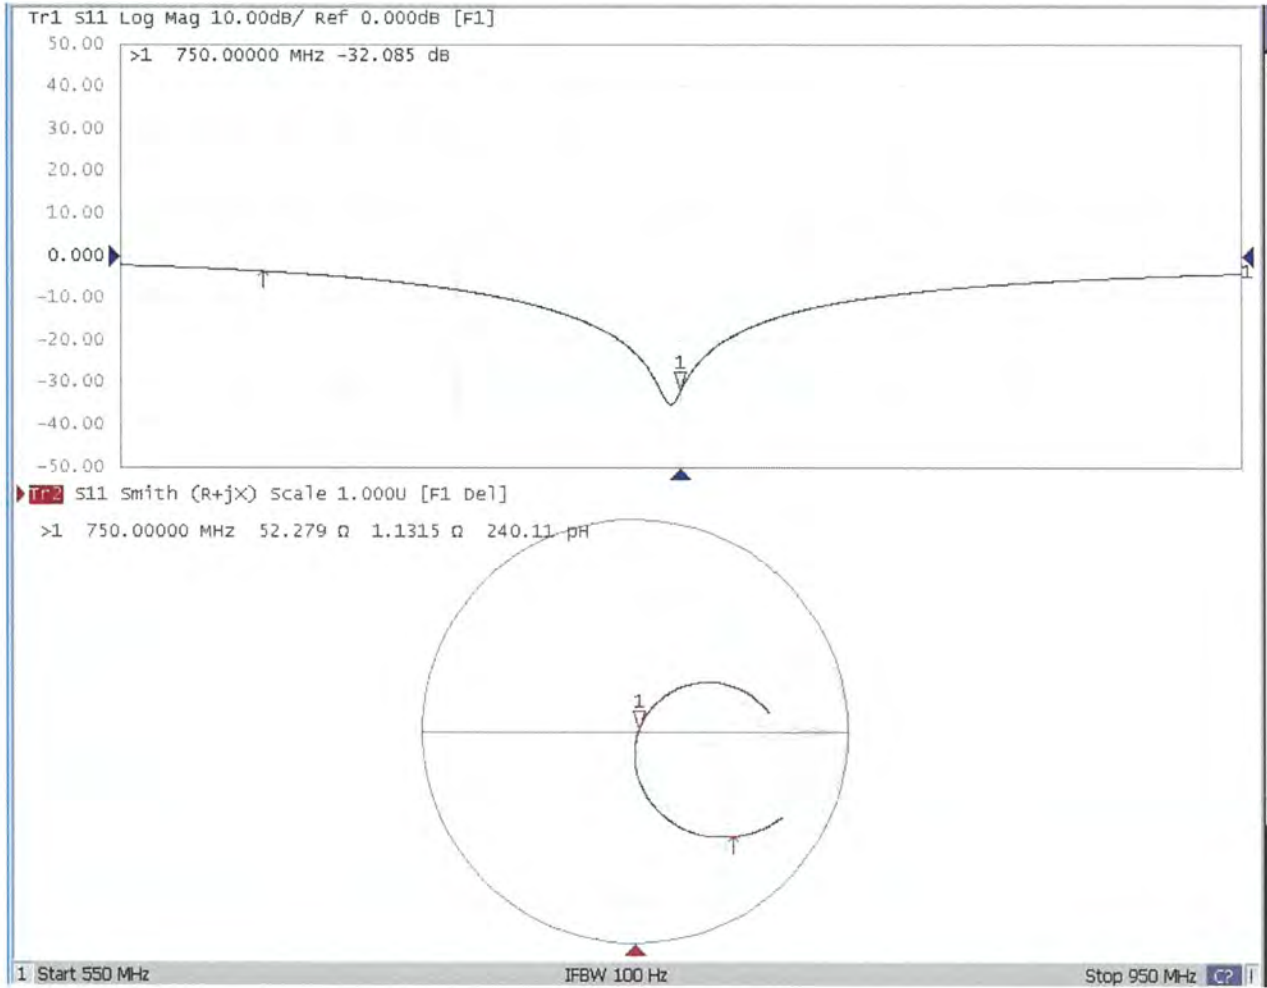 Tr1 S11 Log Mag 10.00dB/ Ref 0.000dB [F1]
50.00
>1 750.00000 MHz -32.085 dB
40.00
30.00
20.00
10.00
0.000
1
-10.00
-20.00
-30.00
1
-40.00
-50.00
Tr2 S11 Smith (R+jX) Scale 1.000U [F1 Del]
>1 750.00000 MHz 52.279 Ω 1.1315 Ω 240.11 pH
1
1 Start 550 MHz IFBW 100 Hz Stop 950 MHz C?